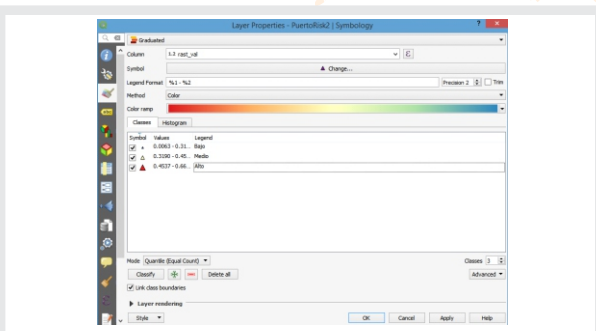 Layer Properties - PuertoRisk2 | Symbology
Graduated
Column 1.2 rast_val
Symbol Change...
Legend Format %1 - %2 Precision 2 Trim
Method Color
Color ramp
Classes Histogram
Symbol Values Legend
0.0063 - 0.31... Bajo
0.3190 - 0.45... Medio
0.4537 - 0.66... Alto
Mode Quantile (Equal Count) Classes 3
Classify Delete all Advanced
Link class boundaries
Layer rendering
Style OK Cancel Apply Help